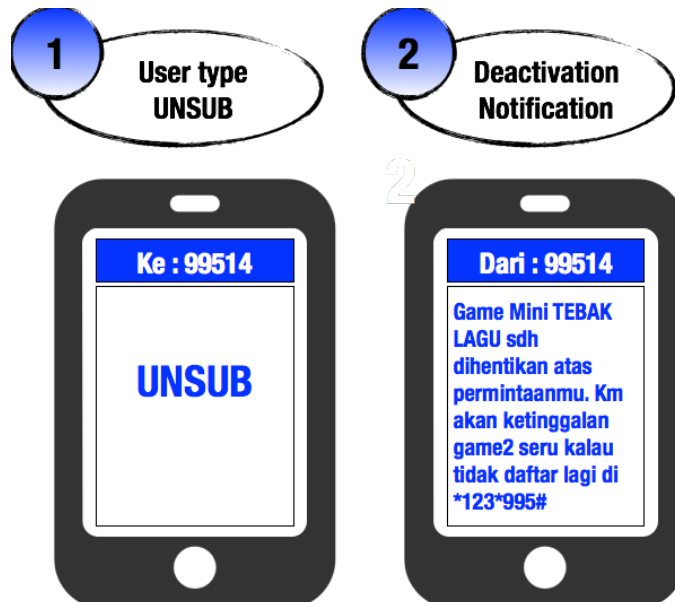 1
User type
UNSUB
2
Deactivation
Notification
2
Ke : 99514
UNSUB
Dari : 99514
Game Mini TEBAK
LAGU sdh
dihentikan atas
permintaanmu. Km
akan ketinggalan
game2 seru kalau
tidak daftar lagi di
*123*995#